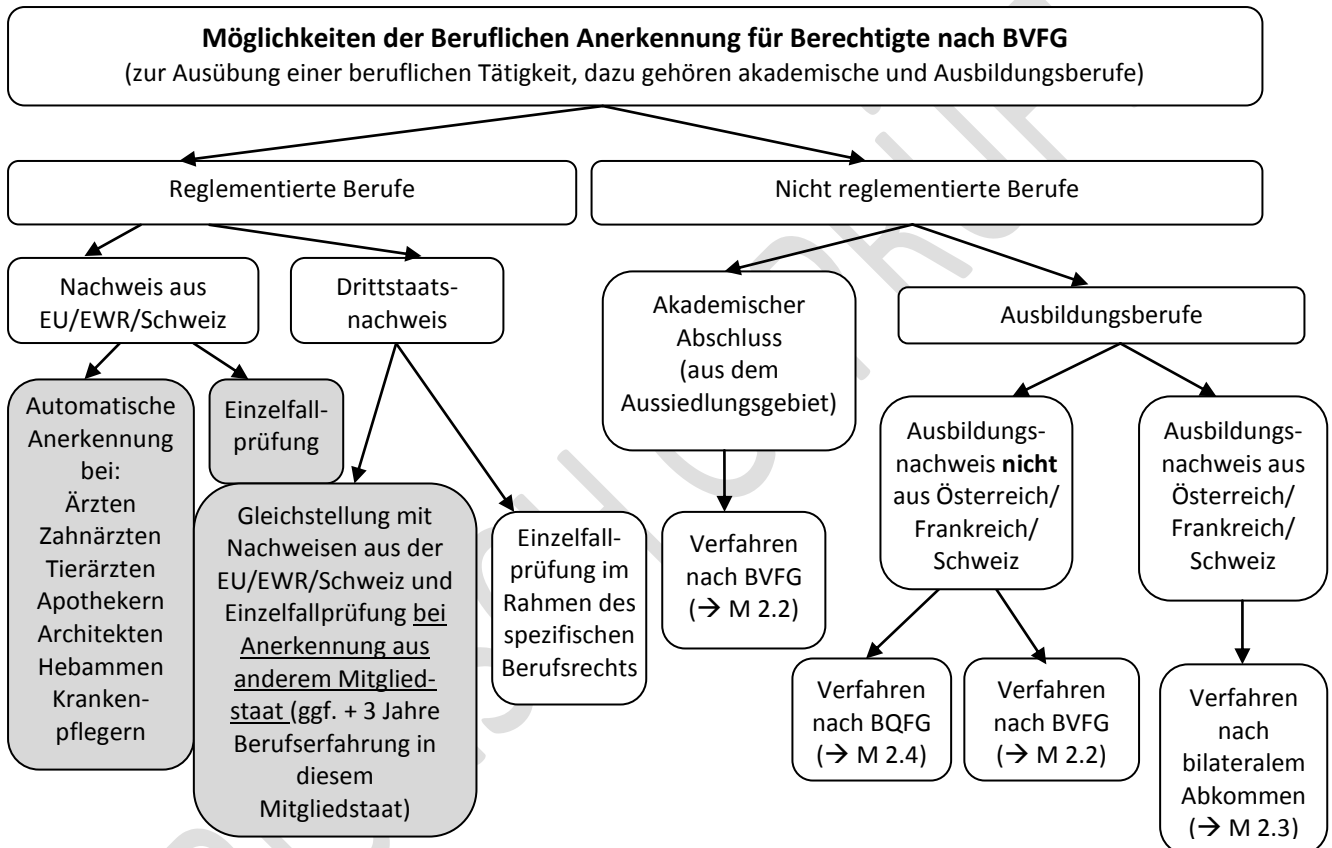 Möglichkeiten der Beruflichen Anerkennung für Berechtigte nach BVFG
(zur Ausübung einer beruflichen Tätigkeit, dazu gehören akademische und Ausbildungsberufe)
Reglementierte Berufe
Nicht reglementierte Berufe
Nachweis aus
EU/EWR/Schweiz
Drittstaats-
nachweis
Akademischer
Abschluss
(aus dem
Aussiedlungsgebiet)
Ausbildungsberufe
Automatische
Anerkennung
bei:
Ärzten
Zahnärzten
Tierärzten
Apothekern
Architekten
Hebammen
Kranken-
pflegern
Einzelfall-
prüfung
Gleichstellung mit
Nachweisen aus der
EU/EWR/Schweiz und
Einzelfallprüfung bei
Anerkennung aus
anderem Mitglied-
staat (ggf. + 3 Jahre
Berufserfahrung in
diesem
Mitgliedstaat)
Einzelfall-
prüfung im
Rahmen des
spezifischen
Berufsrechts
Verfahren
nach BVFG
(→ M 2.2)
Ausbildungs-
nachweis nicht
aus Österreich/
Frankreich/
Schweiz
Ausbildungs-
nachweis aus
Österreich/
Frankreich/
Schweiz
Verfahren
nach BQFG
(→ M 2.4)
Verfahren
nach BVFG
(→ M 2.2)
Verfahren
nach
bilateralem
Abkommen
(→ M 2.3)